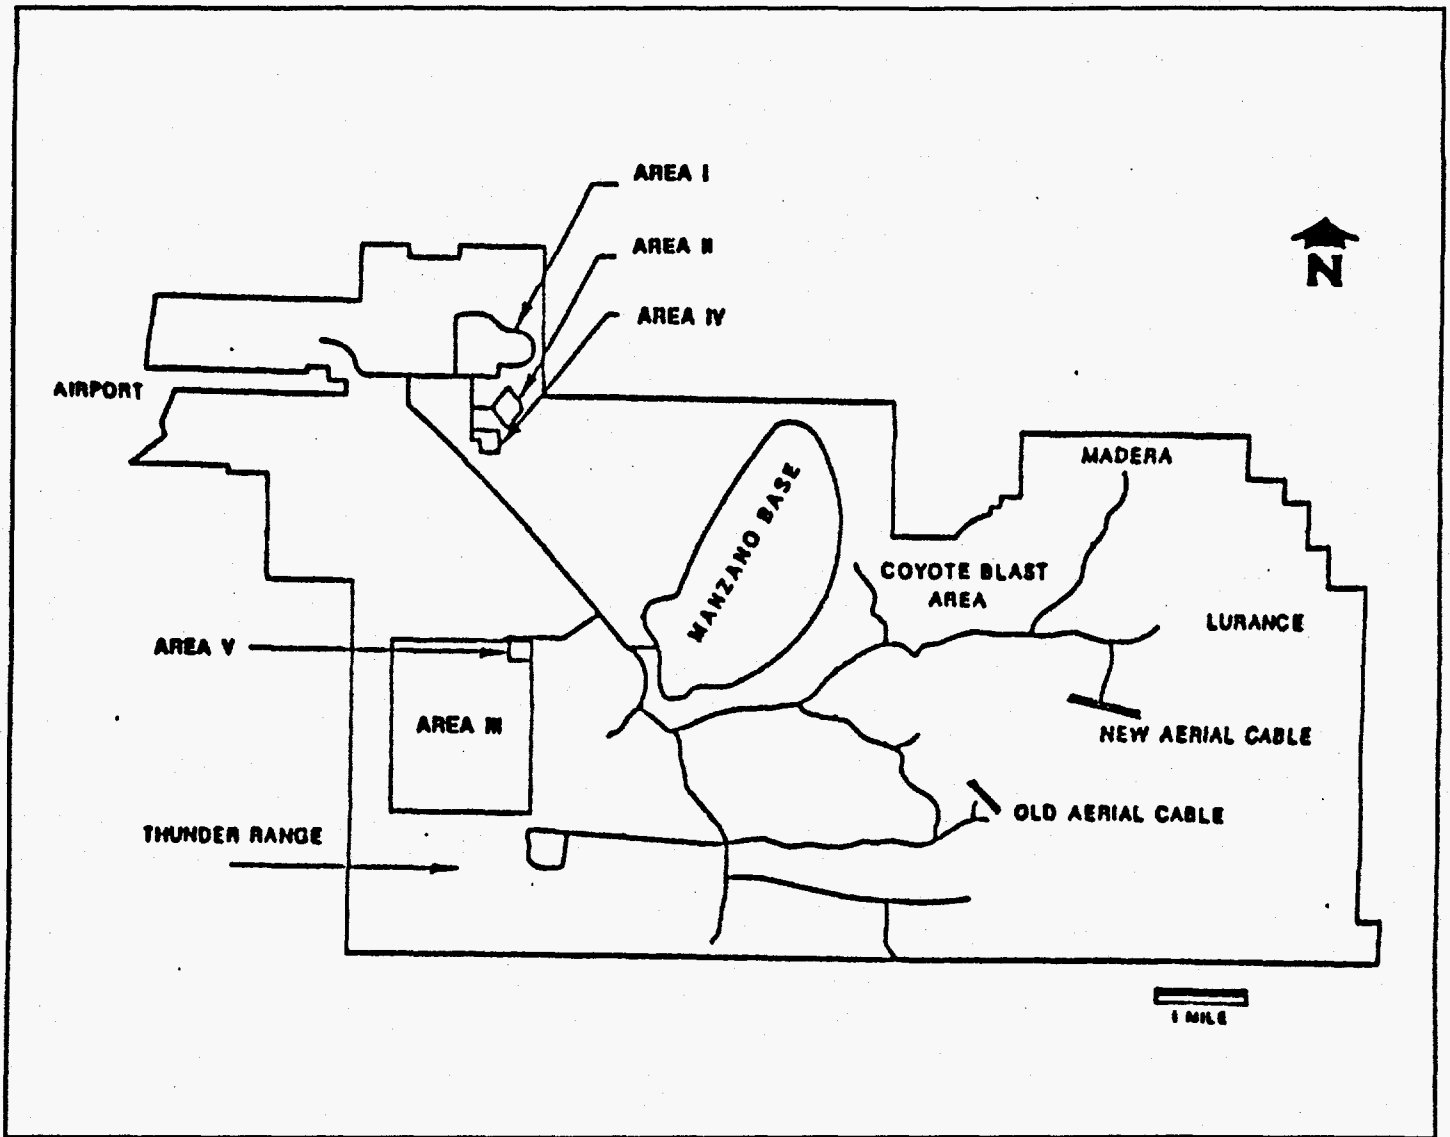 AREA I
AREA II
N
AREA IV
AIRPORT
MADERA
MANZANO BASE
COYOTE BLAST
AREA
LURANCE
AREA V
AREA III
NEW AERIAL CABLE
OLD AERIAL CABLE
THUNDER RANGE
1 MILE